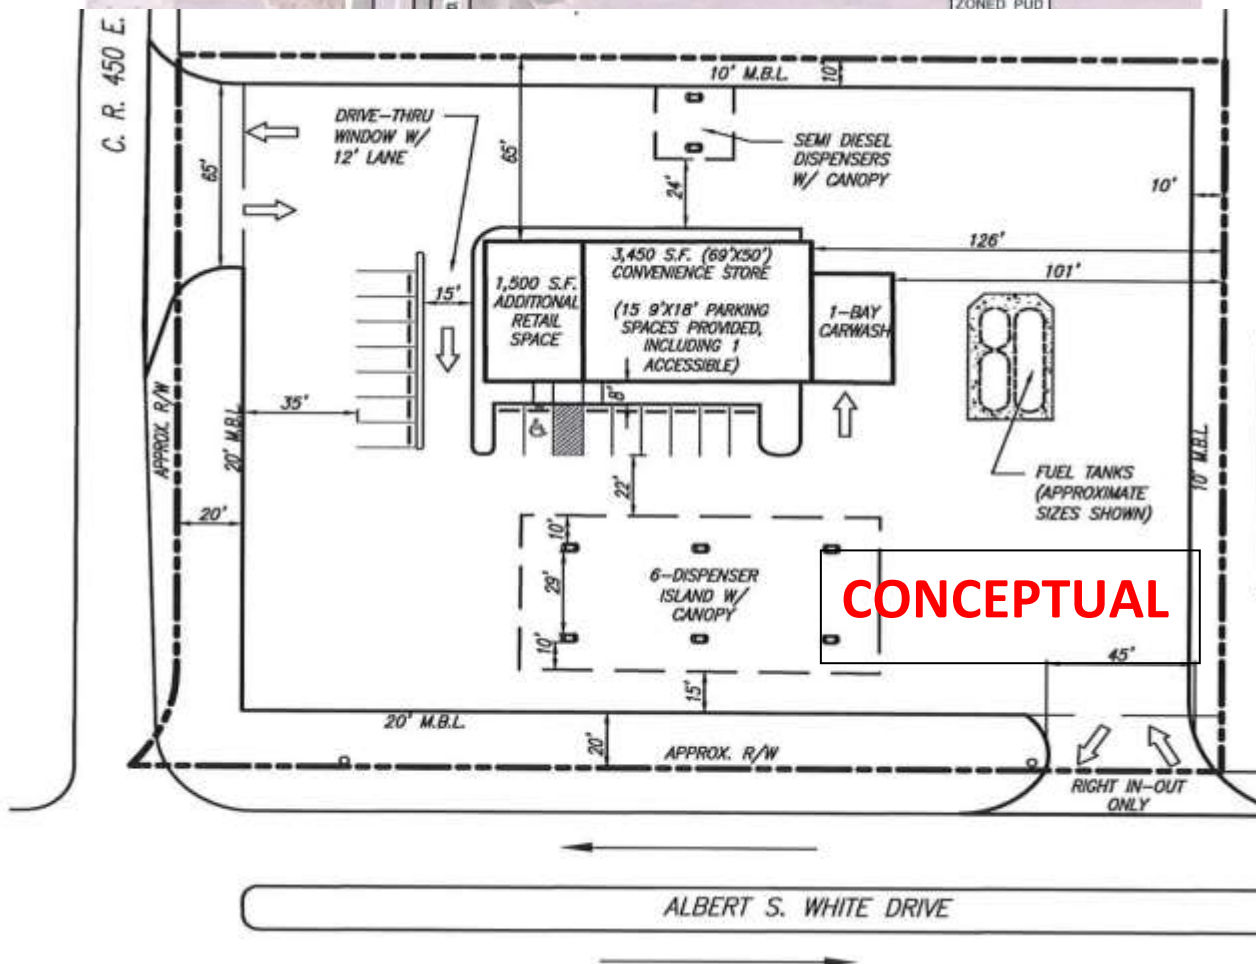 ZONED PUD
C. R. 450 E.
10' M.B.L.
10'
DRIVE-THRU
WINDOW W/
12' LANE
65'
65'
SEMI DIESEL
DISPENSERS
W/ CANOPY
24'
10'
126'
101'
15'
1,500 S.F.
ADDITIONAL
RETAIL
SPACE
3,450 S.F. (69'X50')
CONVENIENCE STORE
(15 9'X18' PARKING
SPACES PROVIDED,
INCLUDING 1
ACCESSIBLE)
1-BAY
CARWASH
8'
35'
APPROX. R/W
20' M.B.L.
20'
22'
FUEL TANKS
(APPROXIMATE
SIZES SHOWN)
10' M.B.L.
10'
29'
10'
6-DISPENSER
ISLAND W/
CANOPY
CONCEPTUAL
45'
15'
20' M.B.L.
20'
APPROX. R/W
RIGHT IN-OUT
ONLY
ALBERT S. WHITE DRIVE